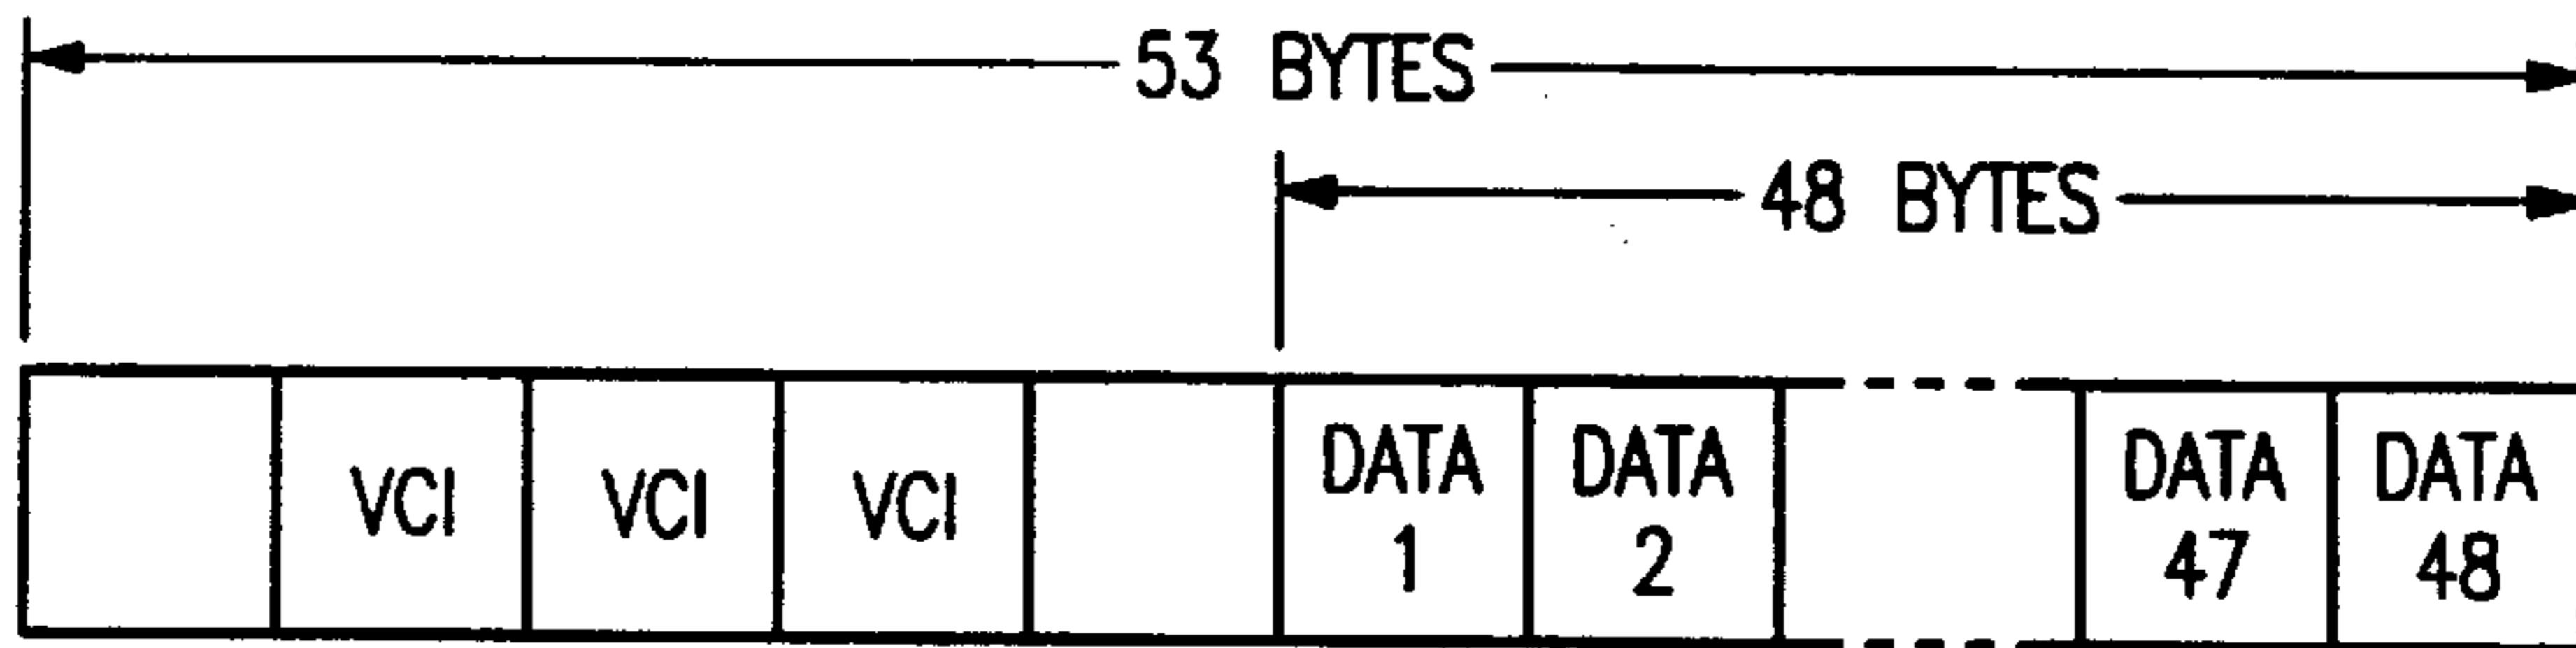 53 BYTES
48 BYTES
VCI VCI VCI DATA 1 DATA 2 DATA 47 DATA 48